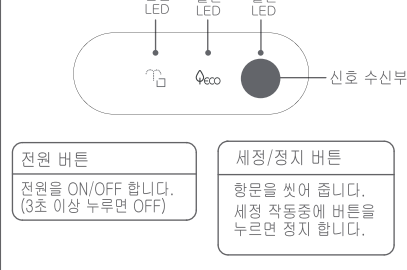 LED LED LED
eco
신호 수신부
전원 버튼
전원을 ON/OFF 합니다.
(3초 이상 누루면 OFF)
세정/정지 버튼
항문을 씻어 줍니다.
세정 작동중에 버튼을
누르면 정지 합니다.